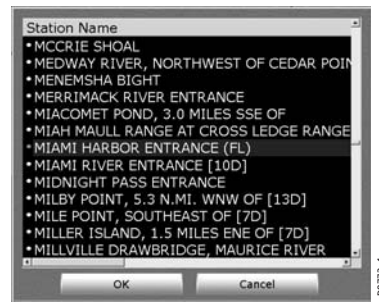 Station Name
• MCCRIE SHOAL
• MEDWAY RIVER, NORTHWEST OF CEDAR POIN
• MENEMSHA BIGHT
• MERRIMACK RIVER ENTRANCE
• MIACOMET POND, 3.0 MILES SSE OF
• MIAH MAULL RANGE AT CROSS LEDGE RANGE
• MIAMI HARBOR ENTRANCE (FL)
• MIAMI RIVER ENTRANCE [10D]
• MIDNIGHT PASS ENTRANCE
• MILBY POINT, 5.3 N.MI. WNW OF [13D]
• MILE POINT, SOUTHEAST OF [7D]
• MILLER ISLAND, 1.5 MILES ENE OF [7D]
• MILLVILLE DRAWBRIDGE, MAURICE RIVER
OK Cancel